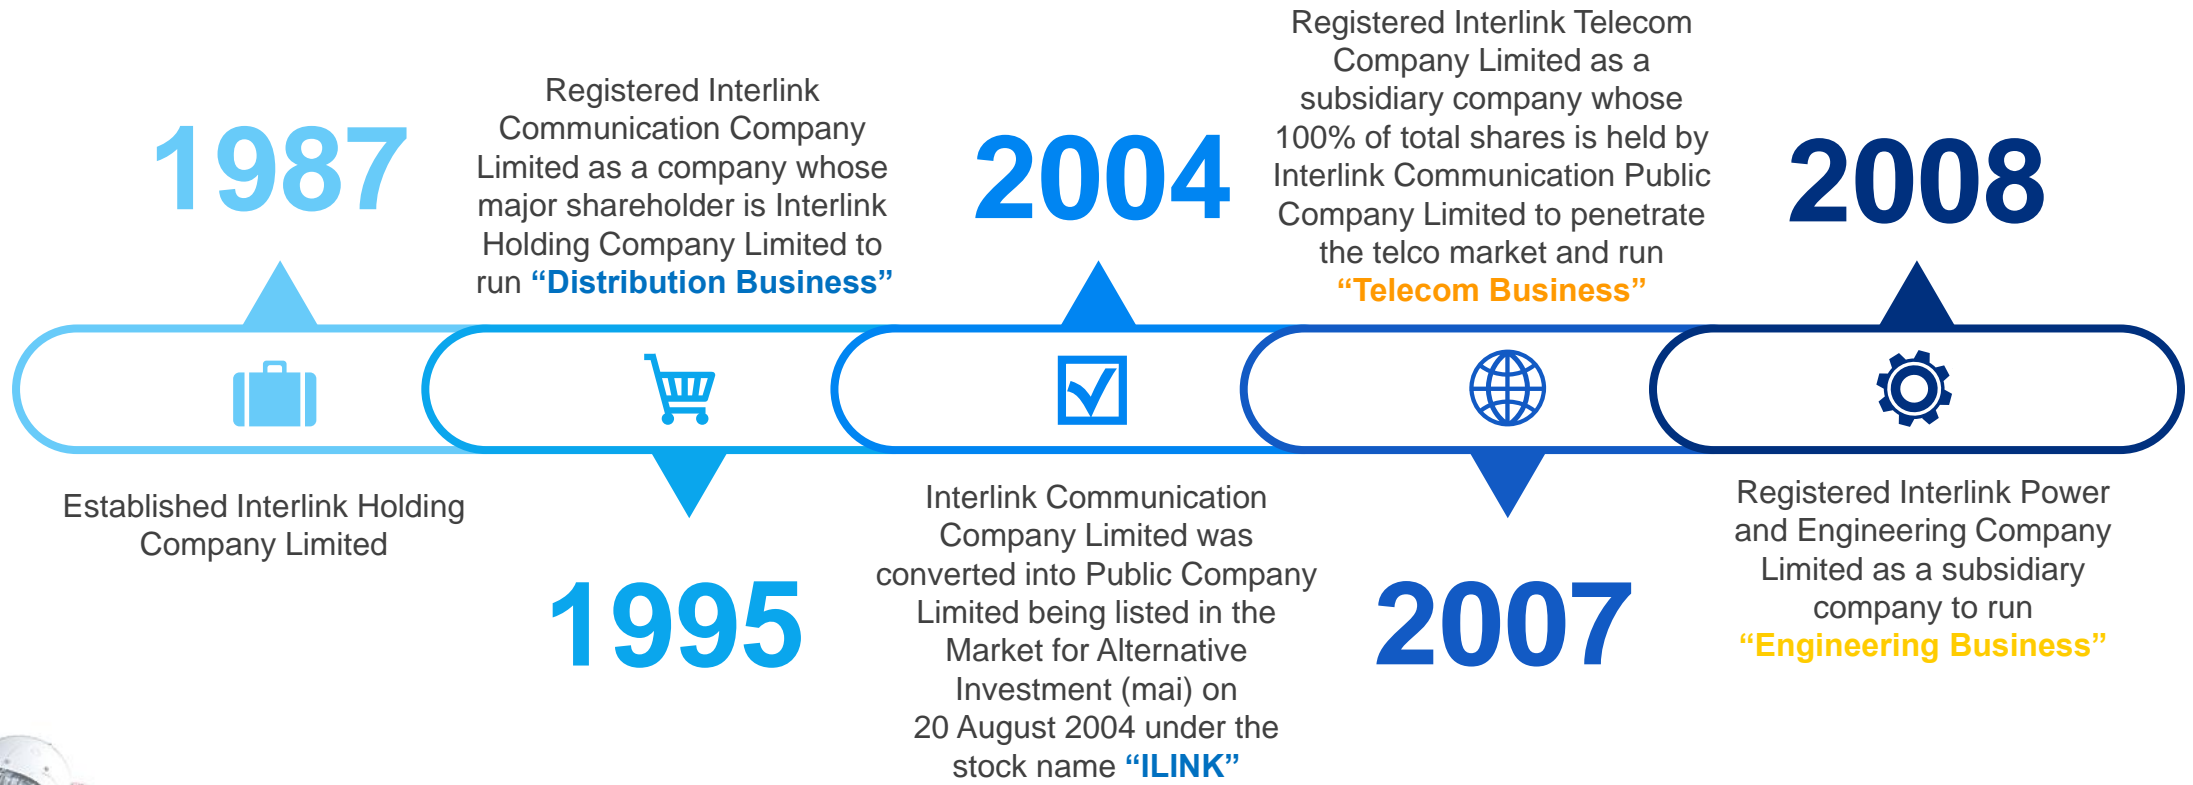 1987
Established Interlink Holding
Company Limited
Registered Interlink
Communication Company
Limited as a company whose
major shareholder is Interlink
Holding Company Limited to
run “Distribution Business”
1995
2004
Interlink Communication
Company Limited was
converted into Public Company
Limited being listed in the
Market for Alternative
Investment (mai) on
20 August 2004 under the
stock name “ILINK”
Registered Interlink Telecom
Company Limited as a
subsidiary company whose
100% of total shares is held by
Interlink Communication Public
Company Limited to penetrate
the telco market and run
“Telecom Business”
2007
2008
Registered Interlink Power
and Engineering Company
Limited as a subsidiary
company to run
“Engineering Business”